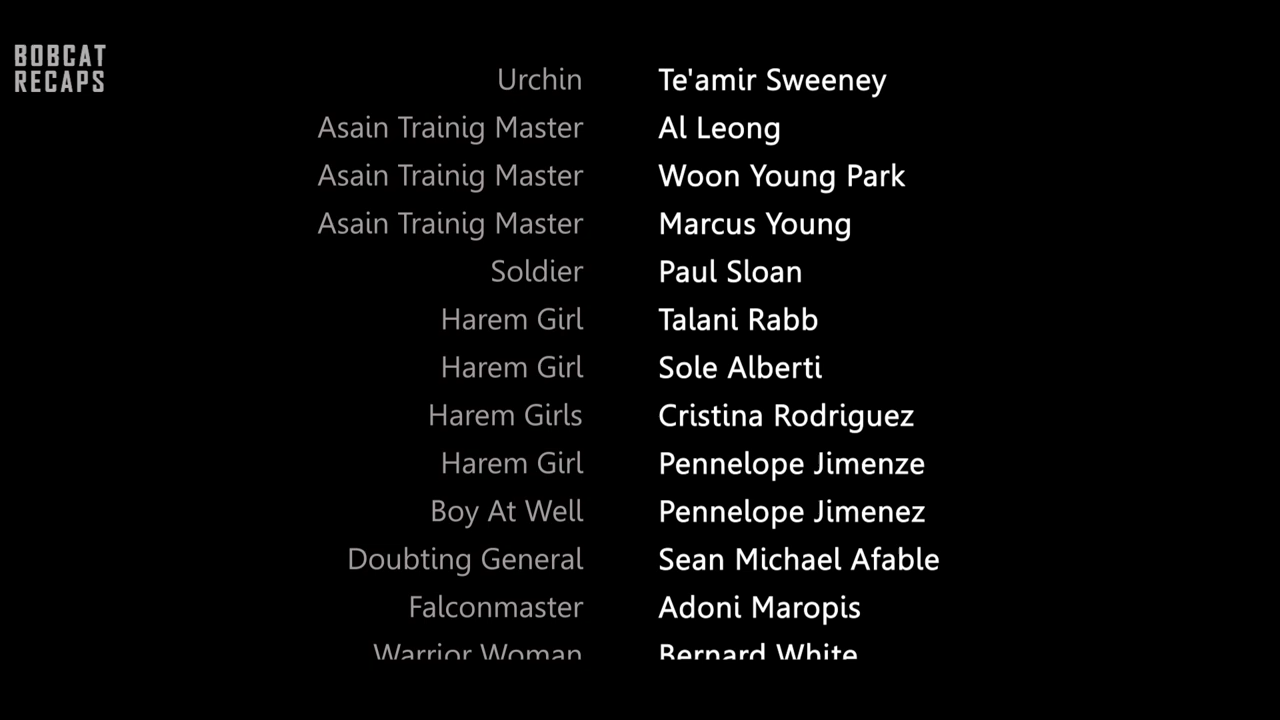 BOBCAT
RECAPS
Urchin Te'amir Sweeney
Asain Trainig Master Al Leong
Asain Trainig Master Woon Young Park
Asain Trainig Master Marcus Young
Soldier Paul Sloan
Harem Girl Talani Rabb
Harem Girl Sole Alberti
Harem Girls Cristina Rodriguez
Harem Girl Pennelope Jimenze
Boy At Well Pennelope Jimenez
Doubting General Sean Michael Afable
Falconmaster Adoni Maropis
Warrior Woman Bernard White